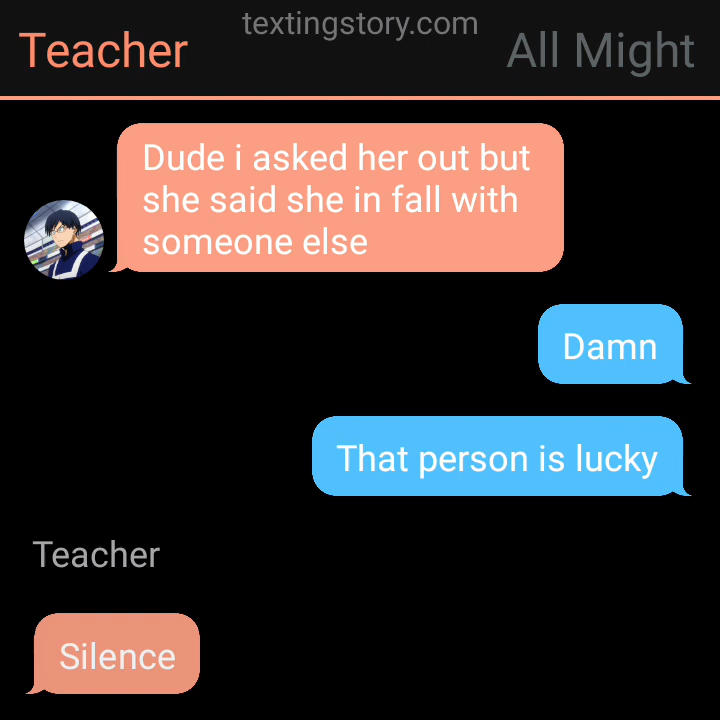 textingstory.com
Teacher
All Might
Dude i asked her out but
she said she in fall with
someone else
Damn
That person is lucky
Teacher
Silence